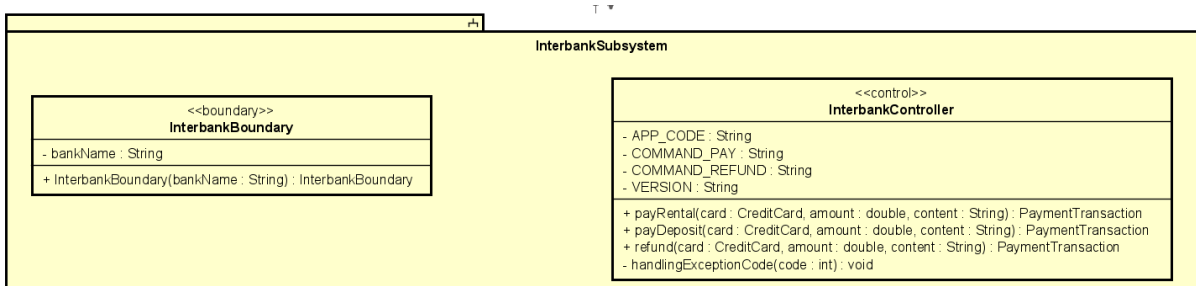 T
InterbankSubsystem
<<boundary>>
InterbankBoundary
- bankName : String
+ InterbankBoundary(bankName : String) : InterbankBoundary
<<control>>
InterbankController
- APP_CODE : String
- COMMAND_PAY : String
- COMMAND_REFUND : String
- VERSION : String
+ payRental(card : CreditCard, amount : double, content : String) : PaymentTransaction
+ payDeposit(card : CreditCard, amount : double, content : String) : PaymentTransaction
+ refund(card : CreditCard, amount : double, content : String) : PaymentTransaction
- handlingExceptionCode(code : int) : void